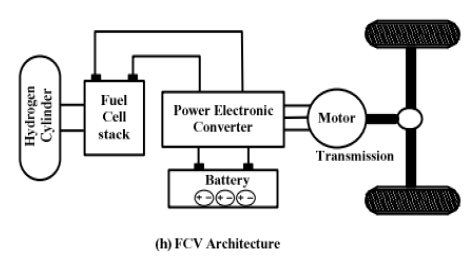 Hydrogen
Cylinder
Fuel
Cell
stack
Power Electronic
Converter
Motor
Transmission
Battery
+ - + - + -
(h) FCV Architecture